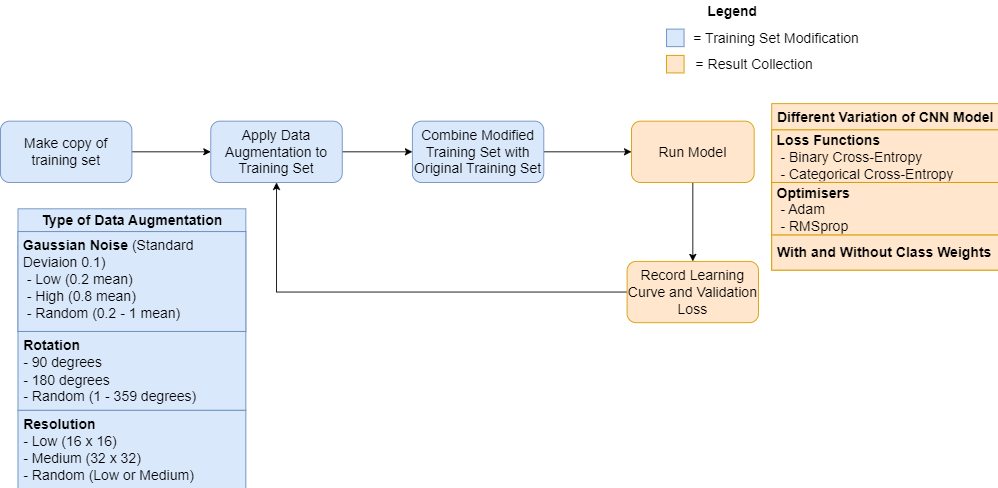 Legend
= Training Set Modification
= Result Collection
Make copy of
training set
Apply Data
Augmentation to
Training Set
Combine Modified
Training Set with
Original Training Set
Run Model
Record Learning
Curve and Validation
Loss
Different Variation of CNN Model
Loss Functions
- Binary Cross-Entropy
- Categorical Cross-Entropy
Optimisers
- Adam
- RMSprop
With and Without Class Weights
Type of Data Augmentation
Gaussian Noise (Standard
Deviaion 0.1)
- Low (0.2 mean)
- High (0.8 mean)
- Random (0.2 - 1 mean)
Rotation
- 90 degrees
- 180 degrees
- Random (1 - 359 degrees)
Resolution
- Low (16 x 16)
- Medium (32 x 32)
- Random (Low or Medium)